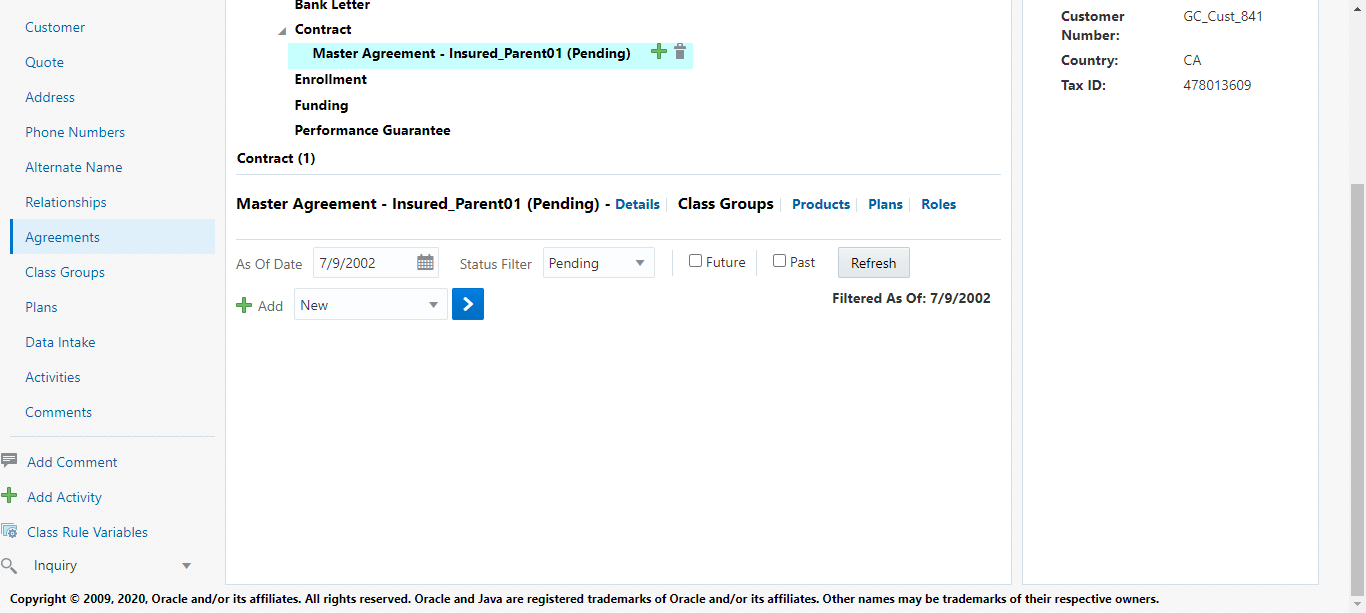 Customer
Quote
Address
Phone Numbers
Alternate Name
Relationships
Agreements
Class Groups
Plans
Data Intake
Activities
Comments
Add Comment
Add Activity
Class Rule Variables
Inquiry
Bank Letter
Contract
Master Agreement - Insured_Parent01 (Pending)
Enrollment
Funding
Performance Guarantee
Contract (1)
Master Agreement - Insured_Parent01 (Pending) - Details Class Groups Products Plans Roles
As Of Date 7/9/2002 Status Filter Pending Future Past Refresh
Add New
Filtered As Of: 7/9/2002
Customer Number: GC_Cust_841
Country: CA
Tax ID: 478013609
Copyright © 2009, 2020, Oracle and/or its affiliates. All rights reserved. Oracle and Java are registered trademarks of Oracle and/or its affiliates. Other names may be trademarks of their respective owners.